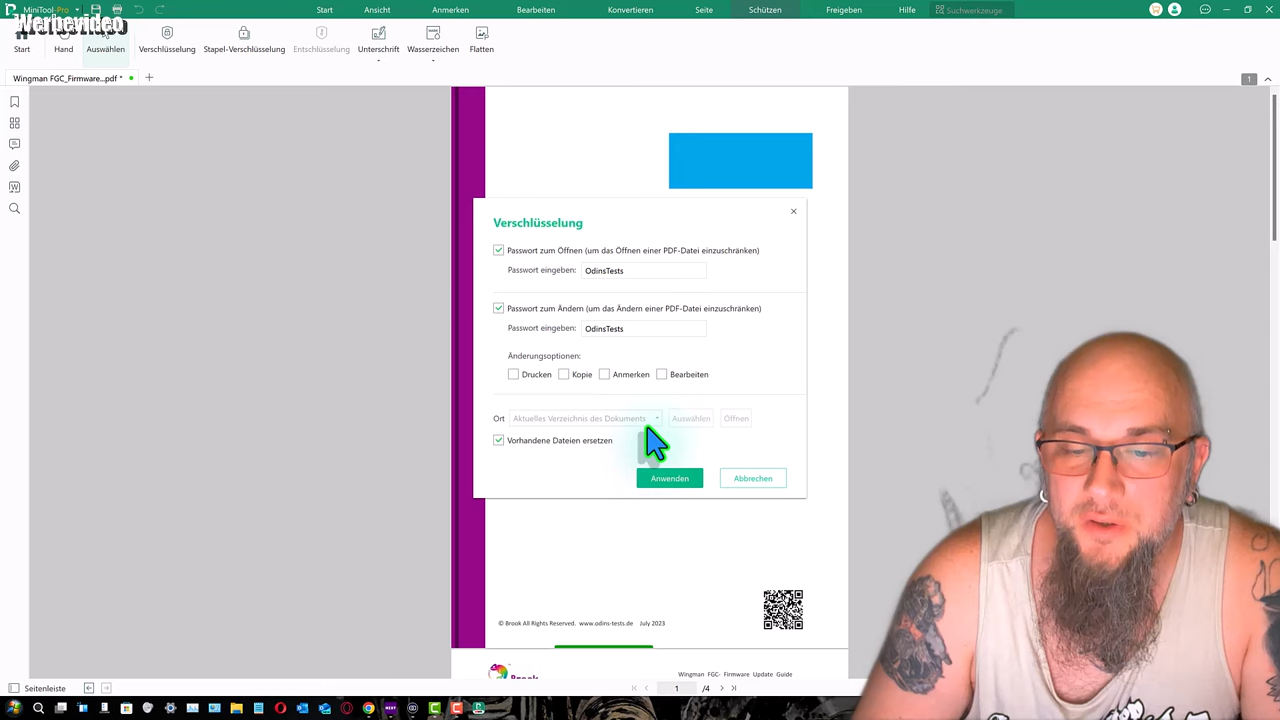 MiniTool-Pr
Start
Ansicht
Anmerken
Bearbeiten
Konvertieren
Seite
Schützen
Freigeben
Hilfe
Suchwerkzeuge
Werbevideo
Start
Hand
Auswählen
Verschlüsselung
Stapel-Verschlüsselung
Entschlüsselung
Unterschrift
Wasserzeichen
Flatten
Wingman FGC_Firmware...pdf *
1
Verschlüsselung
Passwort zum Öffnen (um das Öffnen einer PDF-Datei einzuschränken)
Passwort eingeben: OdinsTests
Passwort zum Ändern (um das Ändern einer PDF-Datei einzuschränken)
Passwort eingeben: OdinsTests
Änderungsoptionen:
Drucken Kopie Anmerken Bearbeiten
Ort Aktuelles Verzeichnis des Dokuments Auswählen Öffnen
Vorhandene Dateien ersetzen
Anwenden Abbrechen
© Brook All Rights Reserved. www.odins-tests.de July 2023
Brook
Wingman FGC- Firmware Update Guide
Seitenleiste
1 /4